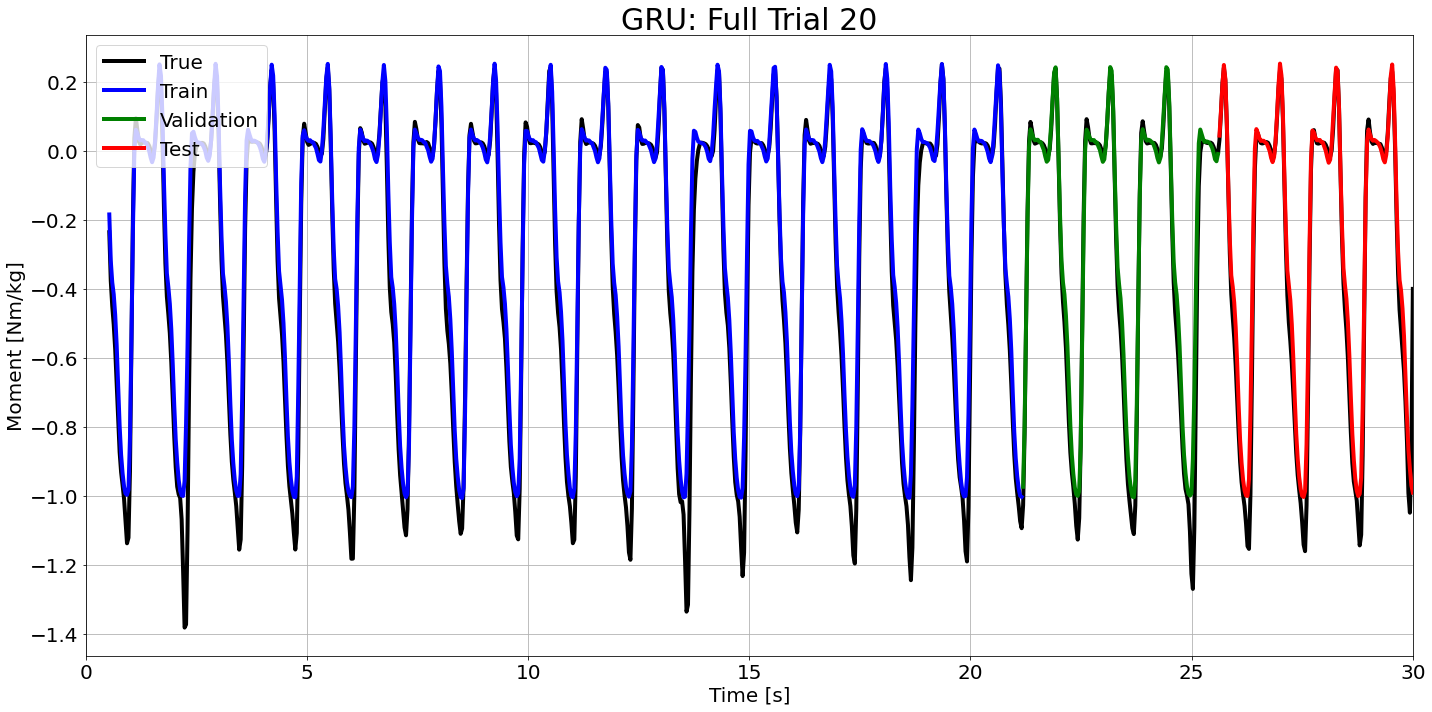 GRU: Full Trial 20
True
Train
Validation
Test
0.2
0.0
−0.2
−0.4
−0.6
−0.8
−1.0
−1.2
−1.4
Moment [Nm/kg]
0 5 10 15 20 25 30
Time [s]